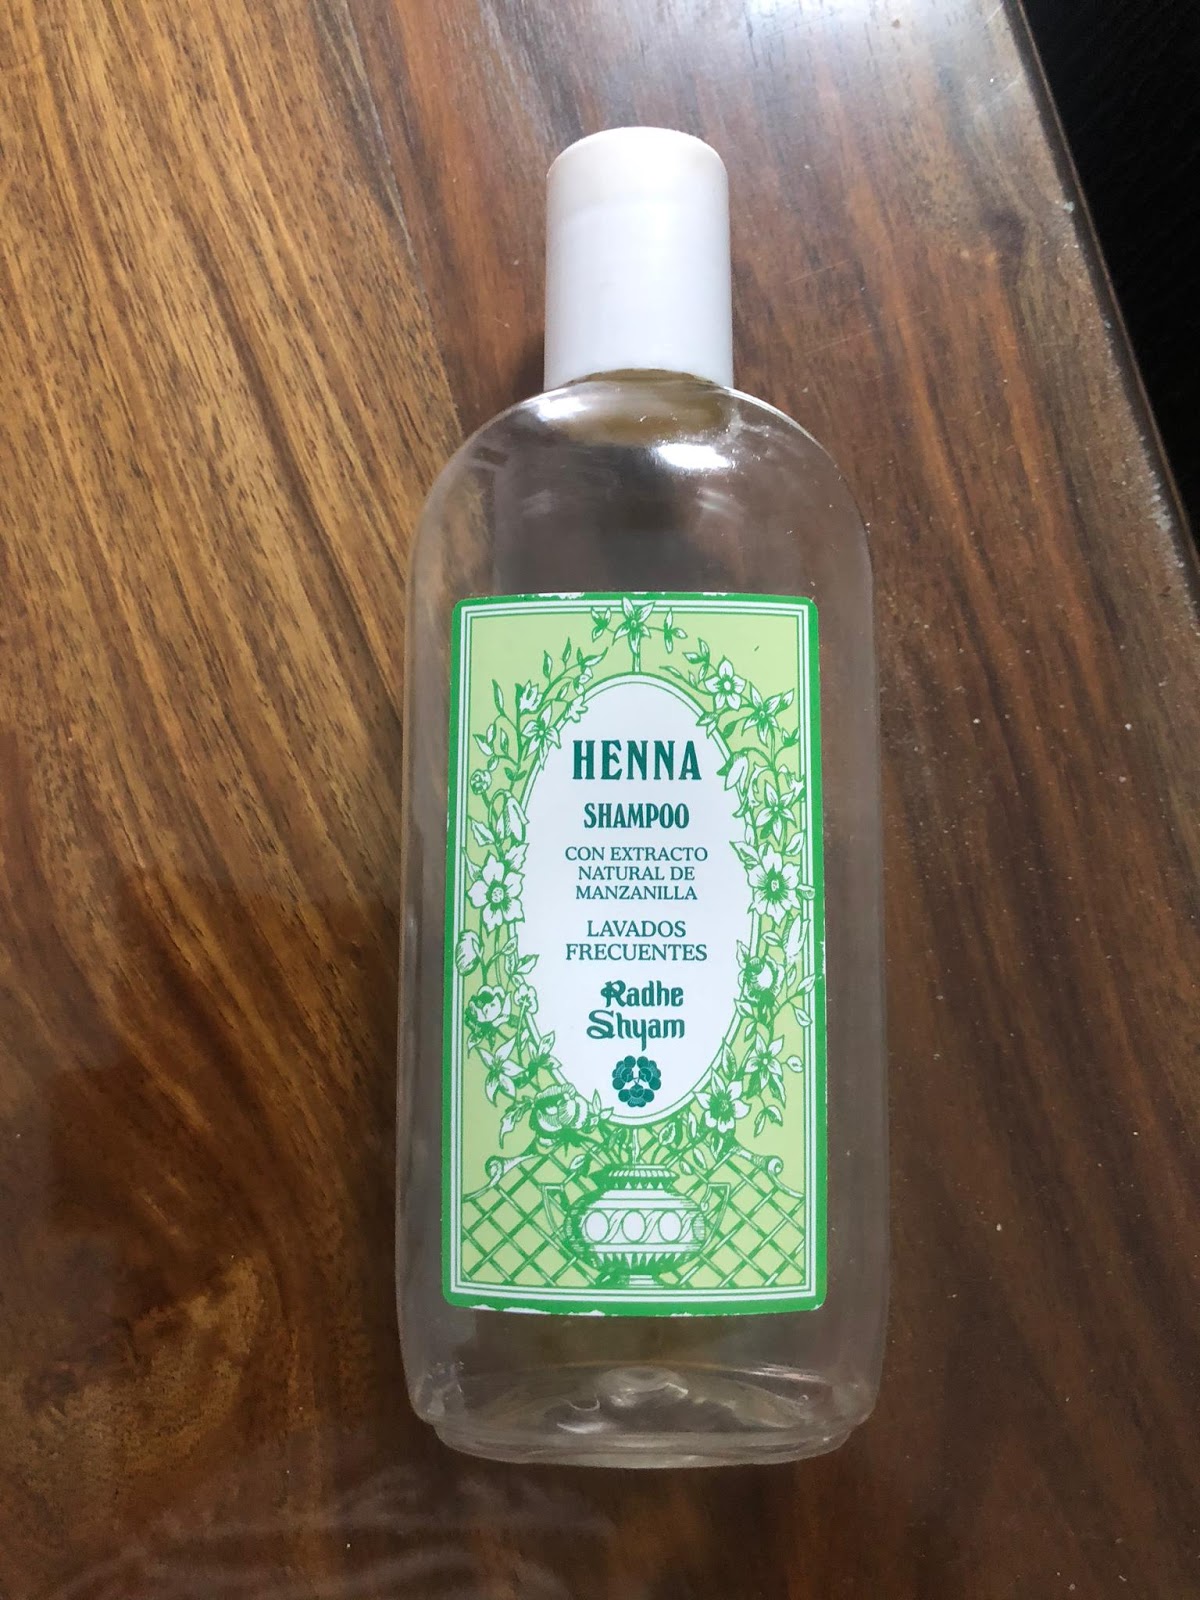 HENNA
SHAMPOO
CON EXTRACTO
NATURAL DE
MANZANILLA
LAVADOS
FRECUENTES
Radhe
Shyam